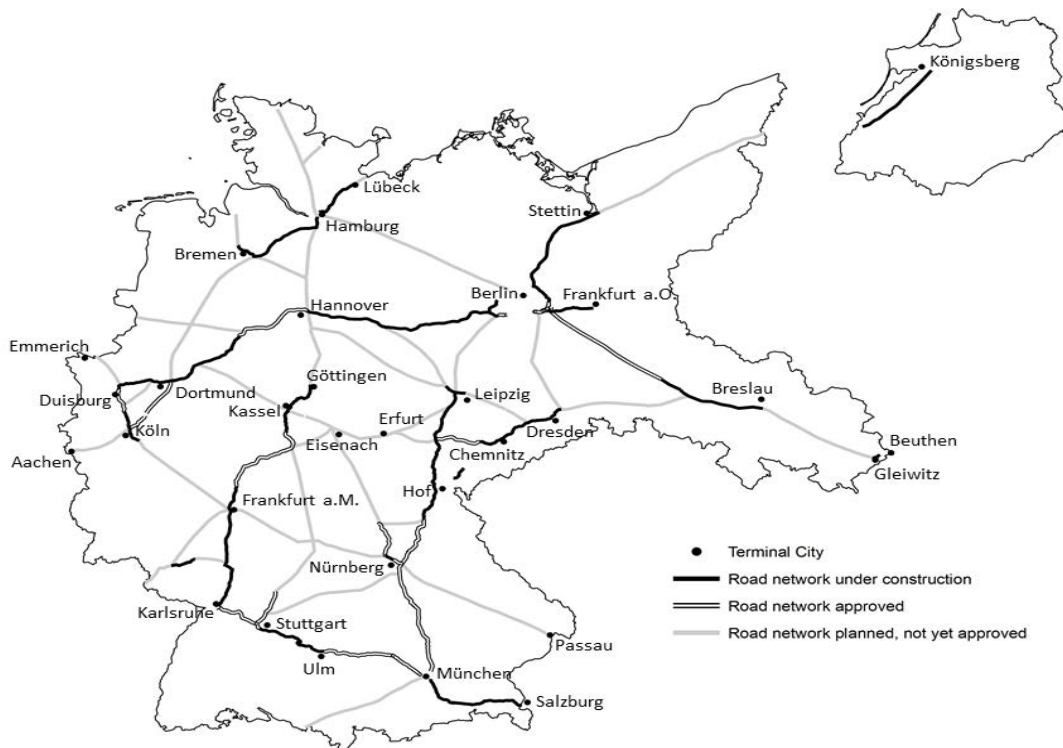 Königsberg
Lübeck
Stettin
Hamburg
Bremen
Berlin
Frankfurt a.O.
Hannover
Emmerich
Göttingen
Breslau
Duisburg
Dortmund
Kassel
Leipzig
Erfurt
Köln
Eisenach
Dresden
Chemnitz
Beuthen
Aachen
Gleiwitz
Hof
Frankfurt a.M.
Terminal City
Nürnberg
Road network under construction
Karlsruhe
Road network approved
Stuttgart
Road network planned, not yet approved
Passau
Ulm
München
Salzburg